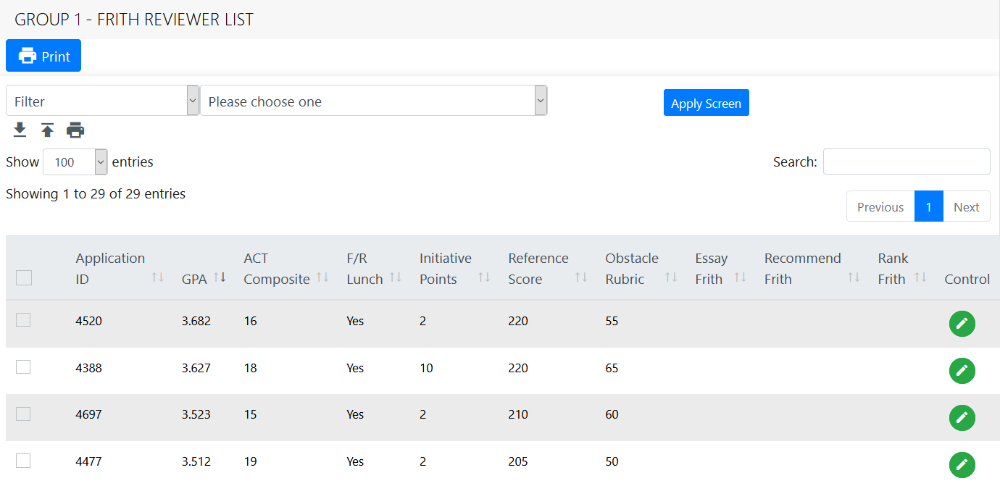 GROUP 1 - FRITH REVIEWER LIST
Print
Filter Please choose one Apply Screen
Show 100 entries Search:
Showing 1 to 29 of 29 entries
Previous 1 Next
Application ID GPA ACT Composite F/R Lunch Initiative Points Reference Score Obstacle Rubric Essay Frith Recommend Frith Rank Frith Control
4520 3.682 16 Yes 2 220 55
4388 3.627 18 Yes 10 220 65
4697 3.523 15 Yes 2 210 60
4477 3.512 19 Yes 2 205 50